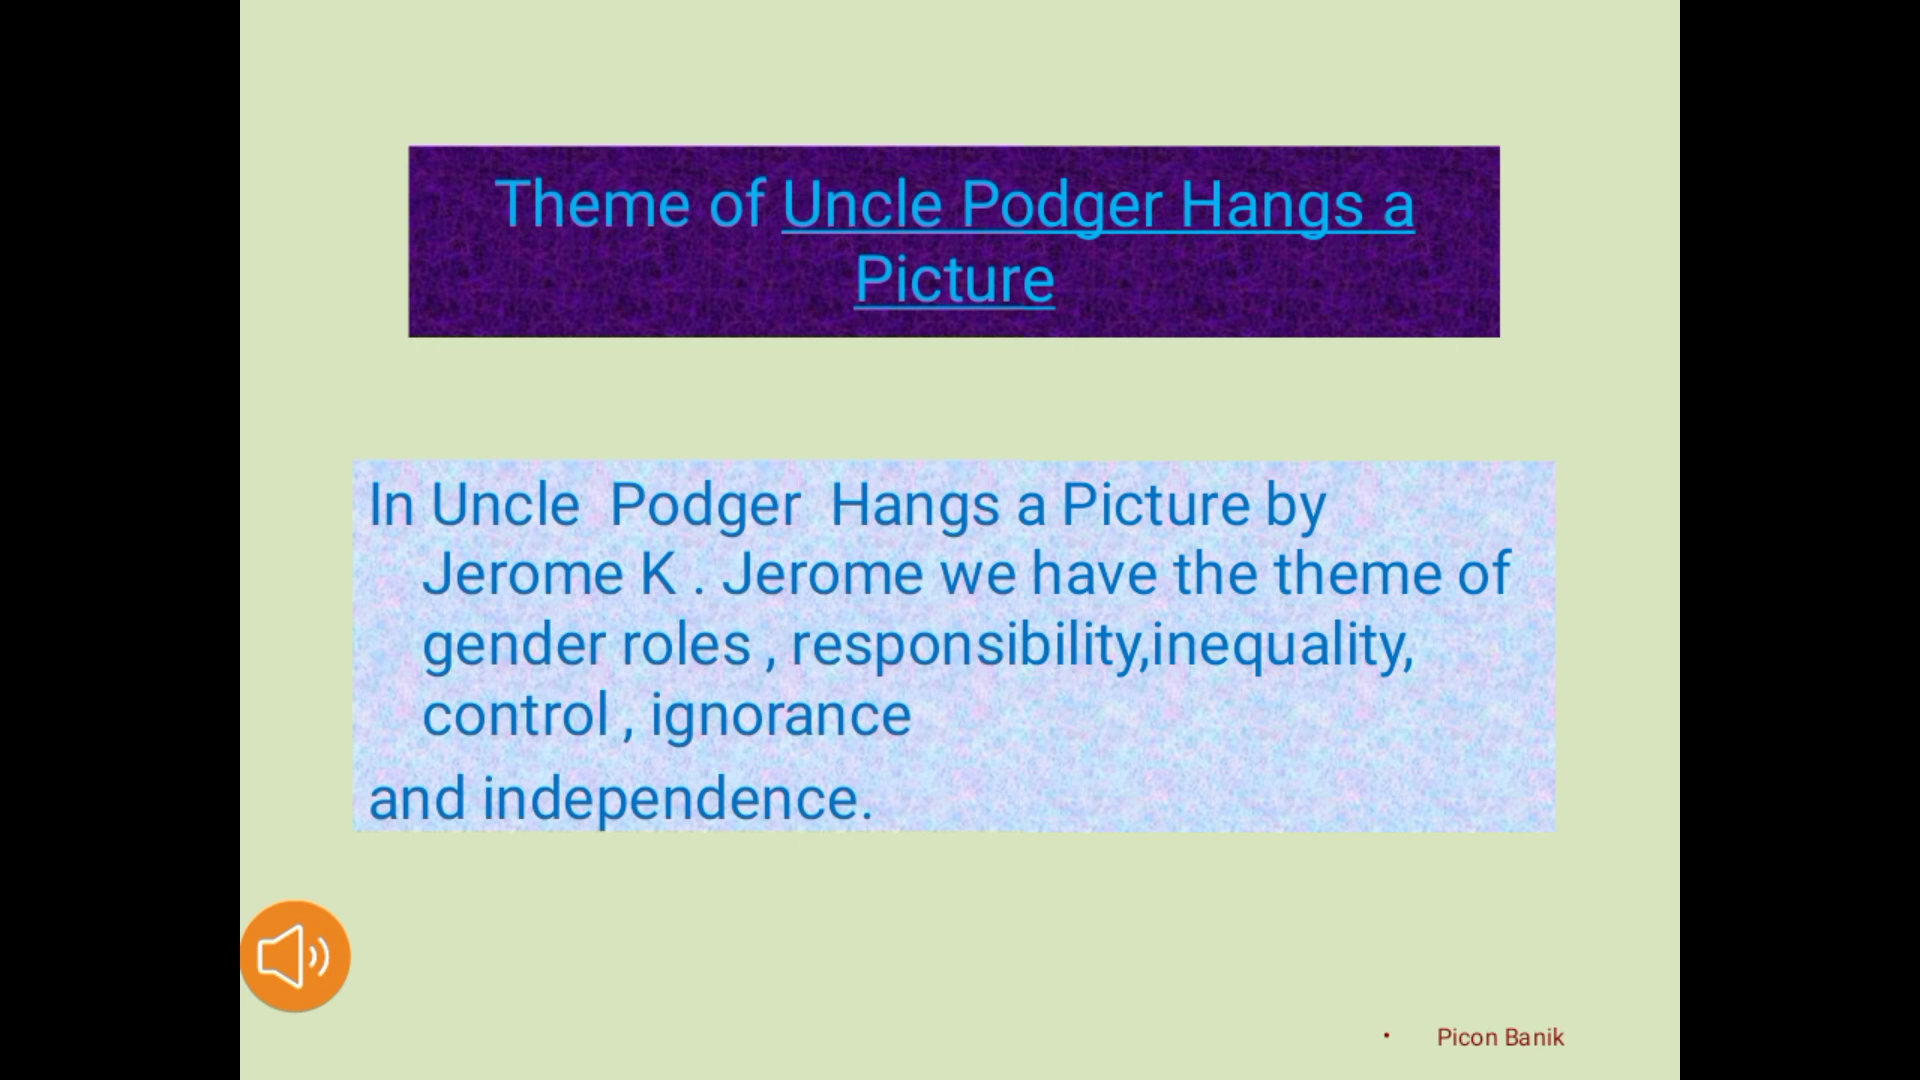 Theme of Uncle Podger Hangs a
Picture
In Uncle  Podger  Hangs a Picture by
Jerome K . Jerome we have the theme of
gender roles , responsibility,inequality,
control , ignorance
and independence.
• Picon Banik